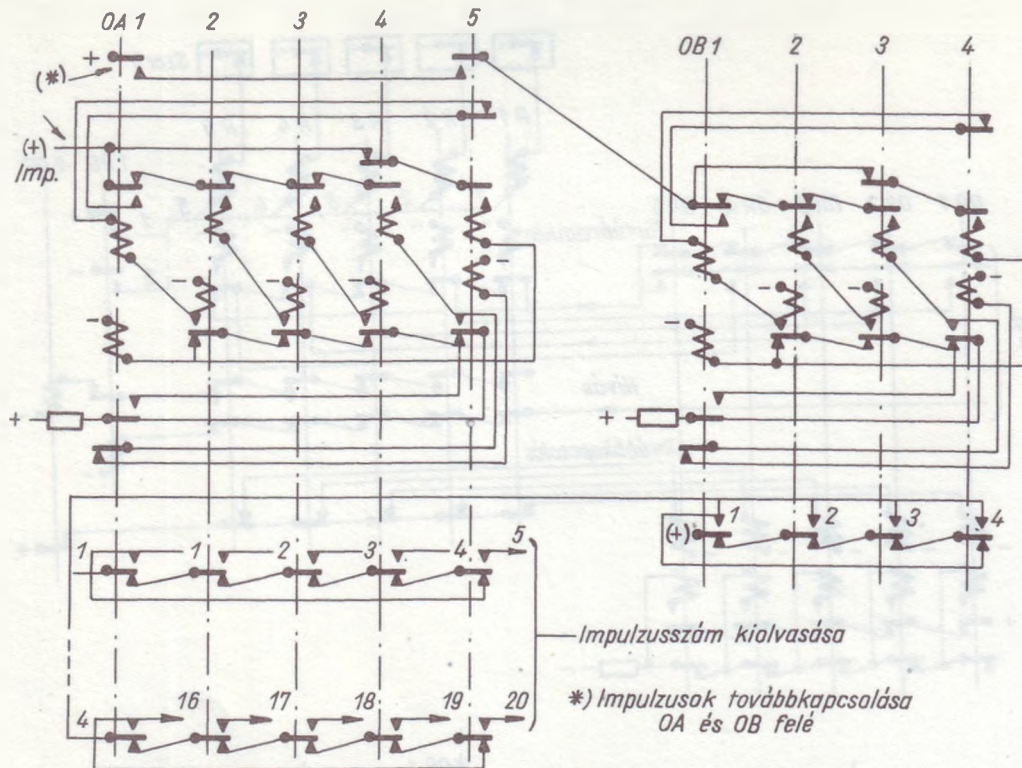 OA 1 2 3 4 5
OB 1 2 3 4
+
(*)
(+)
Imp.
- - - -
-
- - -
-
+
+
1 1 2 3 4 5
(+) 1 2 3 4
Impulzusszám kiolvasása
4 16 17 18 19 20
*) Impulzusok továbbkapcsolása
OA és OB felé